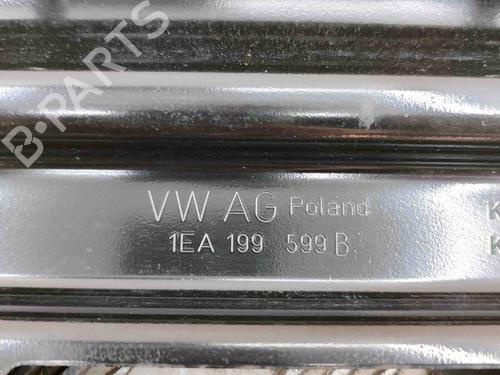 B-PARTS
VW AG Poland
1EA 199 599 B
K
K